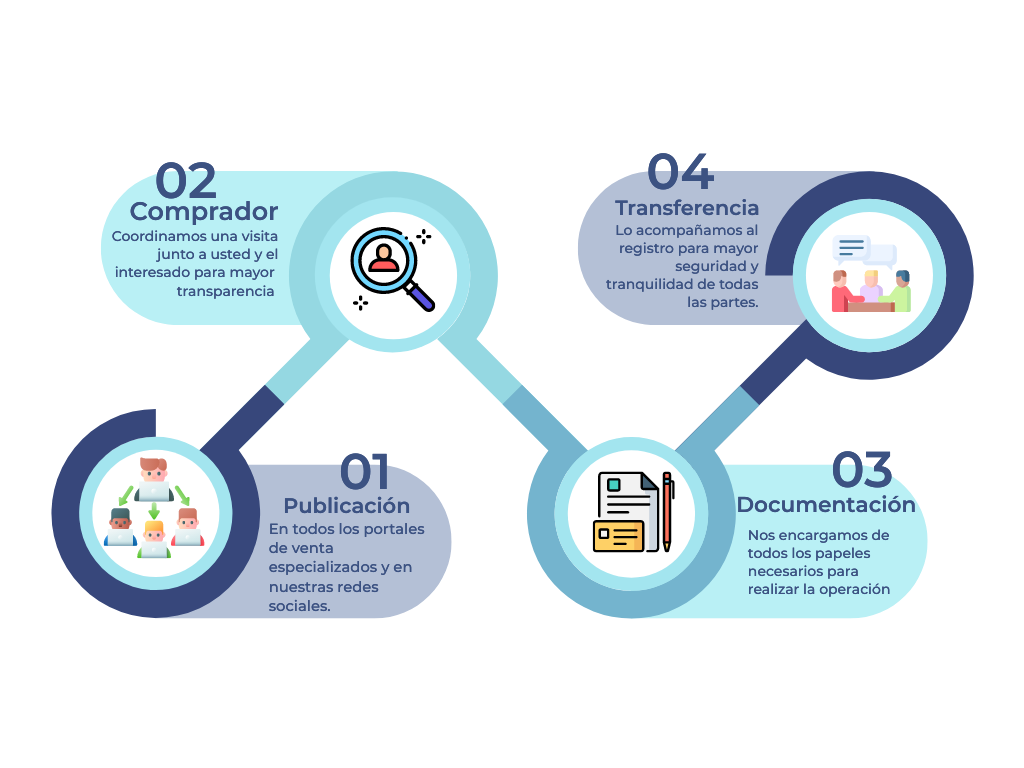 02
Comprador
Coordinamos una visita
junto a usted y el
interesado para mayor
transparencia
04
Transferencia
Lo acompañamos al
registro para mayor
seguridad y
tranquilidad de todas
las partes.
01
Publicación
En todos los portales
de venta
especializados y en
nuestras redes
sociales.
03
Documentación
Nos encargamos de
todos los papeles
necesarios para
realizar la operación